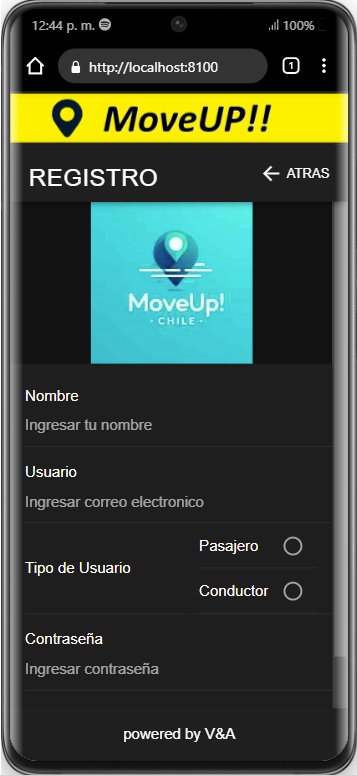 12:44 p. m. 100%
http://localhost:8100 1
MoveUP!!
REGISTRO ATRAS
MoveUp!
· CHILE ·
Nombre
Ingresar tu nombre
Usuario
Ingresar correo electronico
Pasajero
Tipo de Usuario
Conductor
Contraseña
Ingresar contraseña
powered by V&A